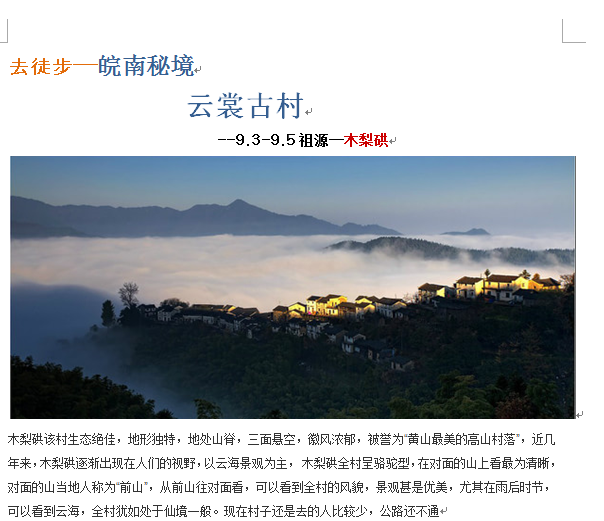 去徒步—皖南秘境
云裳古村
--9.3-9.5 祖源—木梨硔
木梨硔该村生态绝佳，地形独特，地处山脊，三面悬空，徽风浓郁，被誉为“黄山最美的高山村落”，近几
年来，木梨硔逐渐出现在人们的视野，以云海景观为主， 木梨硔全村呈骆驼型，在对面的山上看最为清晰，
对面的山当地人称为“前山”，从前山往对面看，可以看到全村的风貌，景观甚是优美，尤其在雨后时节，
可以看到云海，全村犹如处于仙境一般。现在村子还是去的人比较少，公路还不通